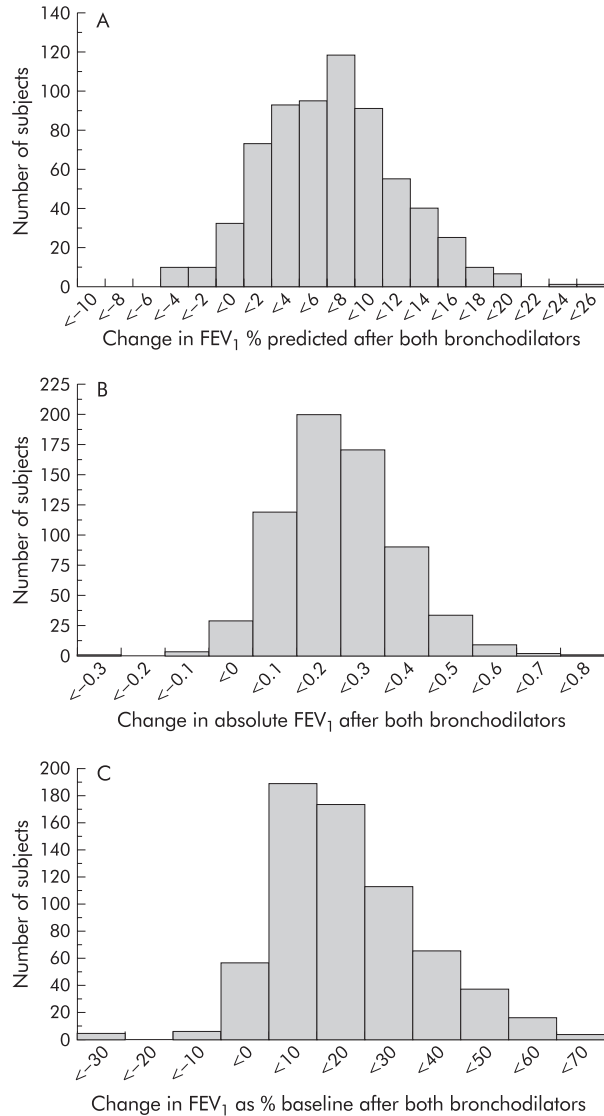 A
Number of subjects
140
120
100
80
60
40
20
0
<–10 <–8 <–6 <–4 <–2 <0 <2 <4 <6 <8 <10 <12 <14 <16 <18 <20 <22 <24 <26
Change in FEV1 % predicted after both bronchodilators
B
Number of subjects
225
200
175
150
125
100
75
50
25
0
<–0.3 <–0.2 <–0.1 <0 <0.1 <0.2 <0.3 <0.4 <0.5 <0.6 <0.7 <0.8
Change in absolute FEV1 after both bronchodilators
C
Number of subjects
200
180
160
140
120
100
80
60
40
20
0
<–30 <–20 <–10 <0 <10 <20 <30 <40 <50 <60 <70
Change in FEV1 as % baseline after both bronchodilators